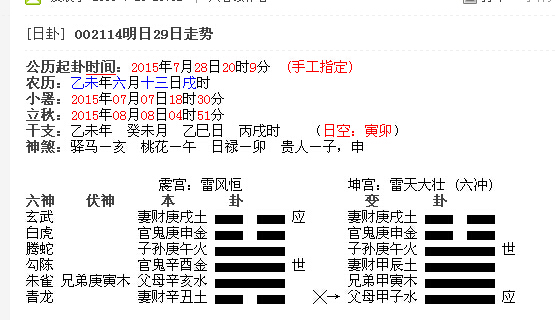 [日卦] 002114明日29日走势
公历起卦时间：2015年7月28日20时9分 （手工指定）
农历：乙未年六月十三日戌时
小暑：2015年07月07日18时30分
立秋：2015年08月08日04时51分
干支：乙未年 癸未月 乙巳日 丙戌时 （日空：寅卯）
神煞：驿马—亥 桃花—午 日禄—卯 贵人—子，申
震宫：雷风恒 坤宫：雷天大壮（六冲）
六神 伏神 本 卦 变 卦
玄武 妻财庚戌土 应 妻财庚戌土
白虎 官鬼庚申金 官鬼庚申金
腾蛇 子孙庚午火 子孙庚午火 世
勾陈 官鬼辛酉金 世 妻财甲辰土
朱雀 兄弟庚寅木 父母辛亥水 兄弟甲寅木
青龙 妻财辛丑土 ╳→ 父母甲子水 应